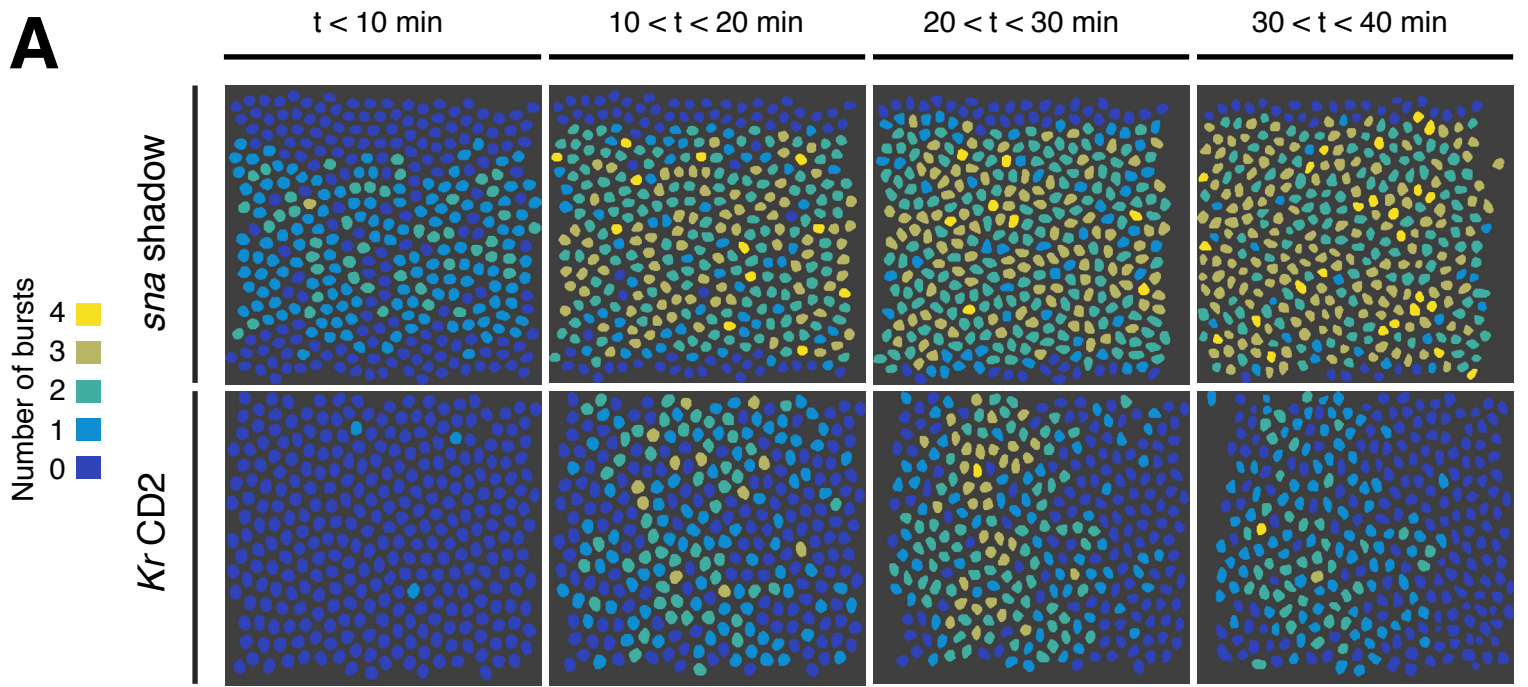 A
t < 10 min
10 < t < 20 min
20 < t < 30 min
30 < t < 40 min
sna shadow
Kr CD2
Number of bursts
4
3
2
1
0